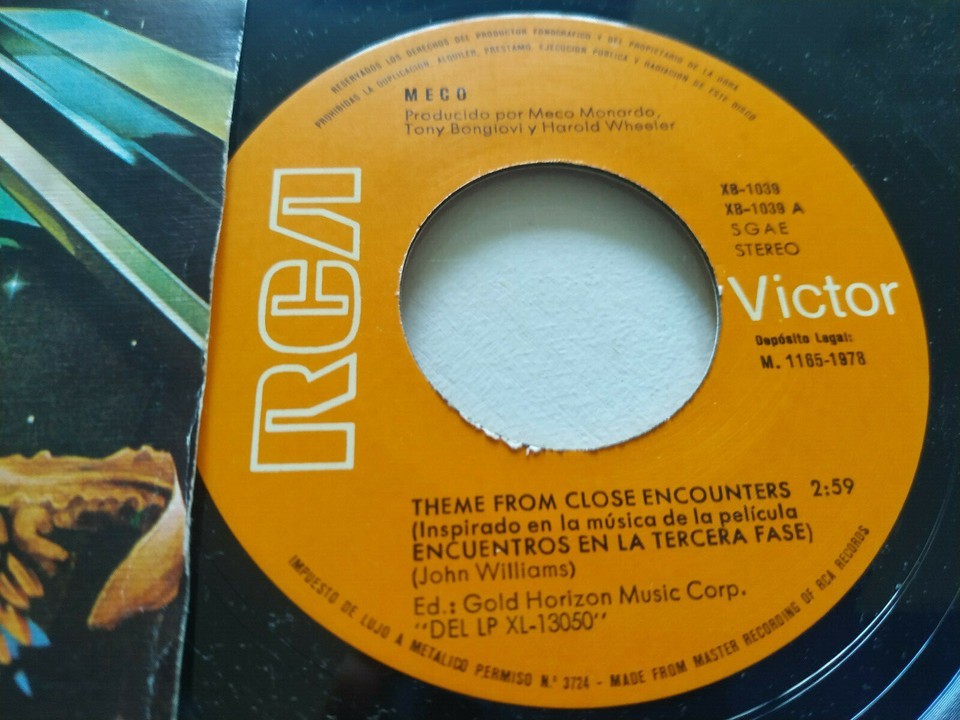 RESERVADOS LOS DERECHOS DEL PRODUCTOR FONOGRAFICO Y DEL PROPIETARIO DE LA OBRA
PROHIBIDAS LA DUPLICACION, ALQUILER, PRESTAMO, EJECUCION PUBLICA Y RADIACION DE ESTE DISCO
MECO
Producido por Meco Monardo,
Tony Bongiovi y Harold Wheeler
RCA
XB-1039
XB-1039 A
SGAE
STEREO
Victor
Depósito Legal:
M. 1165-1978
THEME FROM CLOSE ENCOUNTERS 2:59
(Inspirado en la música de la película
ENCUENTROS EN LA TERCERA FASE)
(John Williams)
Ed.: Gold Horizon Music Corp.
"DEL LP XL-13050"
IMPUESTO DE LUJO A METALICO PERMISO N.º 3724 - MADE FROM MASTER RECORDING OF RCA RECORDS